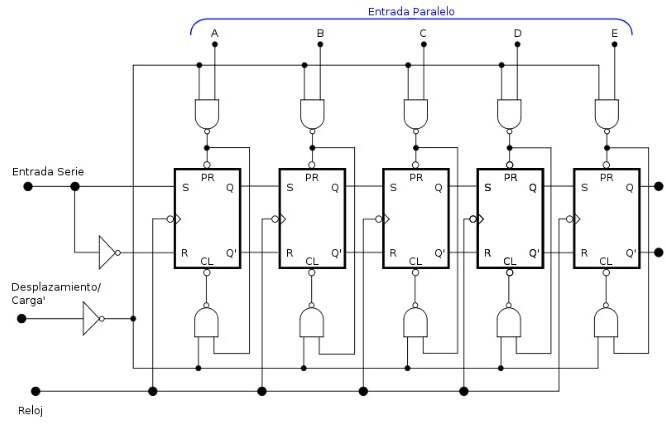 Entrada Paralelo
A B C D E
Entrada Serie
PR PR PR PR PR
S Q S Q S Q S Q S Q
R Q' R Q' R Q' R Q' R Q'
CL CL CL CL CL
Desplazamiento/
Carga'
Reloj